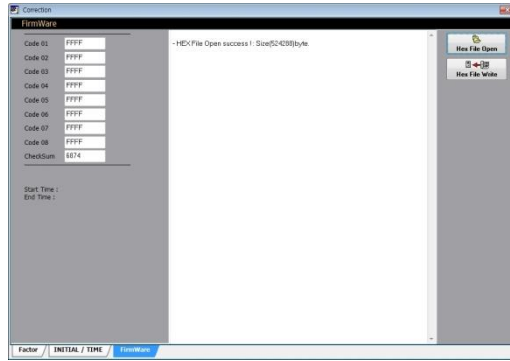 Correction
FirmWare
Code 01 FFFF
Code 02 FFFF
Code 03 FFFF
Code 04 FFFF
Code 05 FFFF
Code 06 FFFF
Code 07 FFFF
Code 08 FFFF
CheckSum 6874
Start Time :
End Time :
- HEX File Open success ! : Size(524288)byte.
Hex File Open
Hex File Write
Factor
INITIAL / TIME
FirmWare